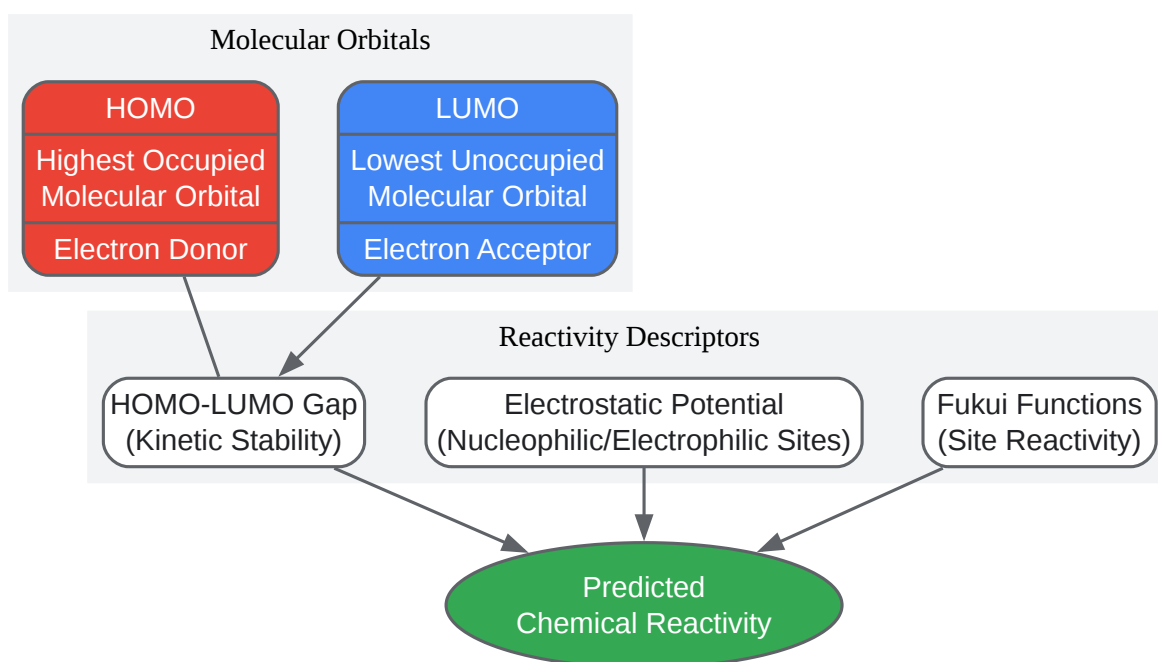 Molecular Orbitals
HOMO
Highest Occupied
Molecular Orbital
Electron Donor
LUMO
Lowest Unoccupied
Molecular Orbital
Electron Acceptor
Reactivity Descriptors
HOMO-LUMO Gap
(Kinetic Stability)
Electrostatic Potential
(Nucleophilic/Electrophilic Sites)
Fukui Functions
(Site Reactivity)
Predicted
Chemical Reactivity